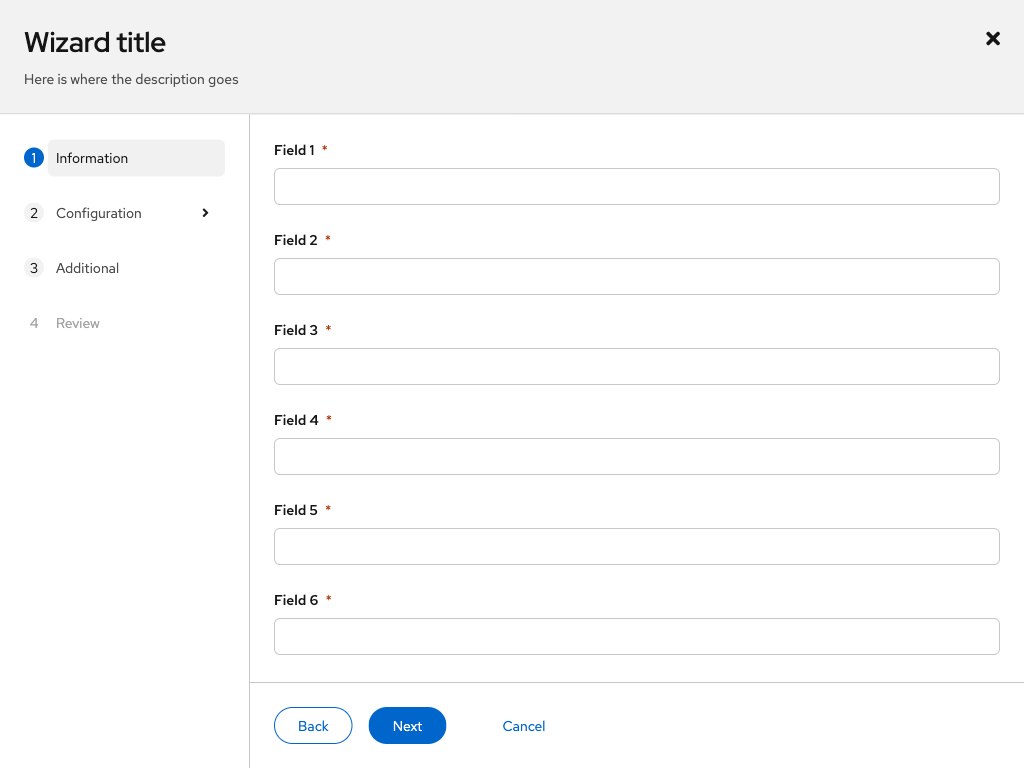 Wizard title
Here is where the description goes
1 Information
2 Configuration
3 Additional
4 Review
Field 1 *
Field 2 *
Field 3 *
Field 4 *
Field 5 *
Field 6 *
Back Next Cancel